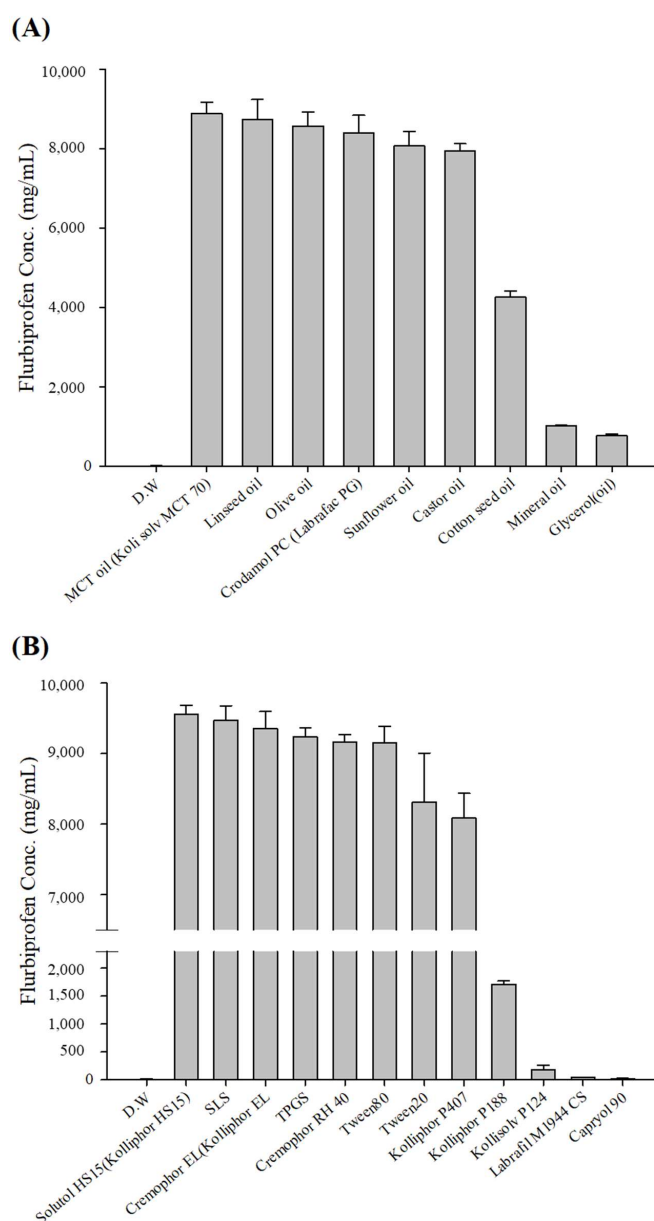 (A)
Flurbiprofen Conc. (mg/mL)
10,000
8,000
6,000
4,000
2,000
0
D.W
MCT oil (Koli solv MCT 70)
Linseed oil
Olive oil
Crodamol PC (Labrafac PG)
Sunflower oil
Castor oil
Cotton seed oil
Mineral oil
Glycerol(oil)
(B)
Flurbiprofen Conc. (mg/mL)
10,000
9,000
8,000
7,000
2,000
1,500
1,000
500
0
D.W
Solutol HS15(Kolliphor HS15)
SLS
Cremophor EL(Kolliphor EL
TPGS
Cremophor RH 40
Tween80
Tween20
Kolliphor P407
Kolliphor P188
Kollisolv P124
Labrafil M1944 CS
Capryol90